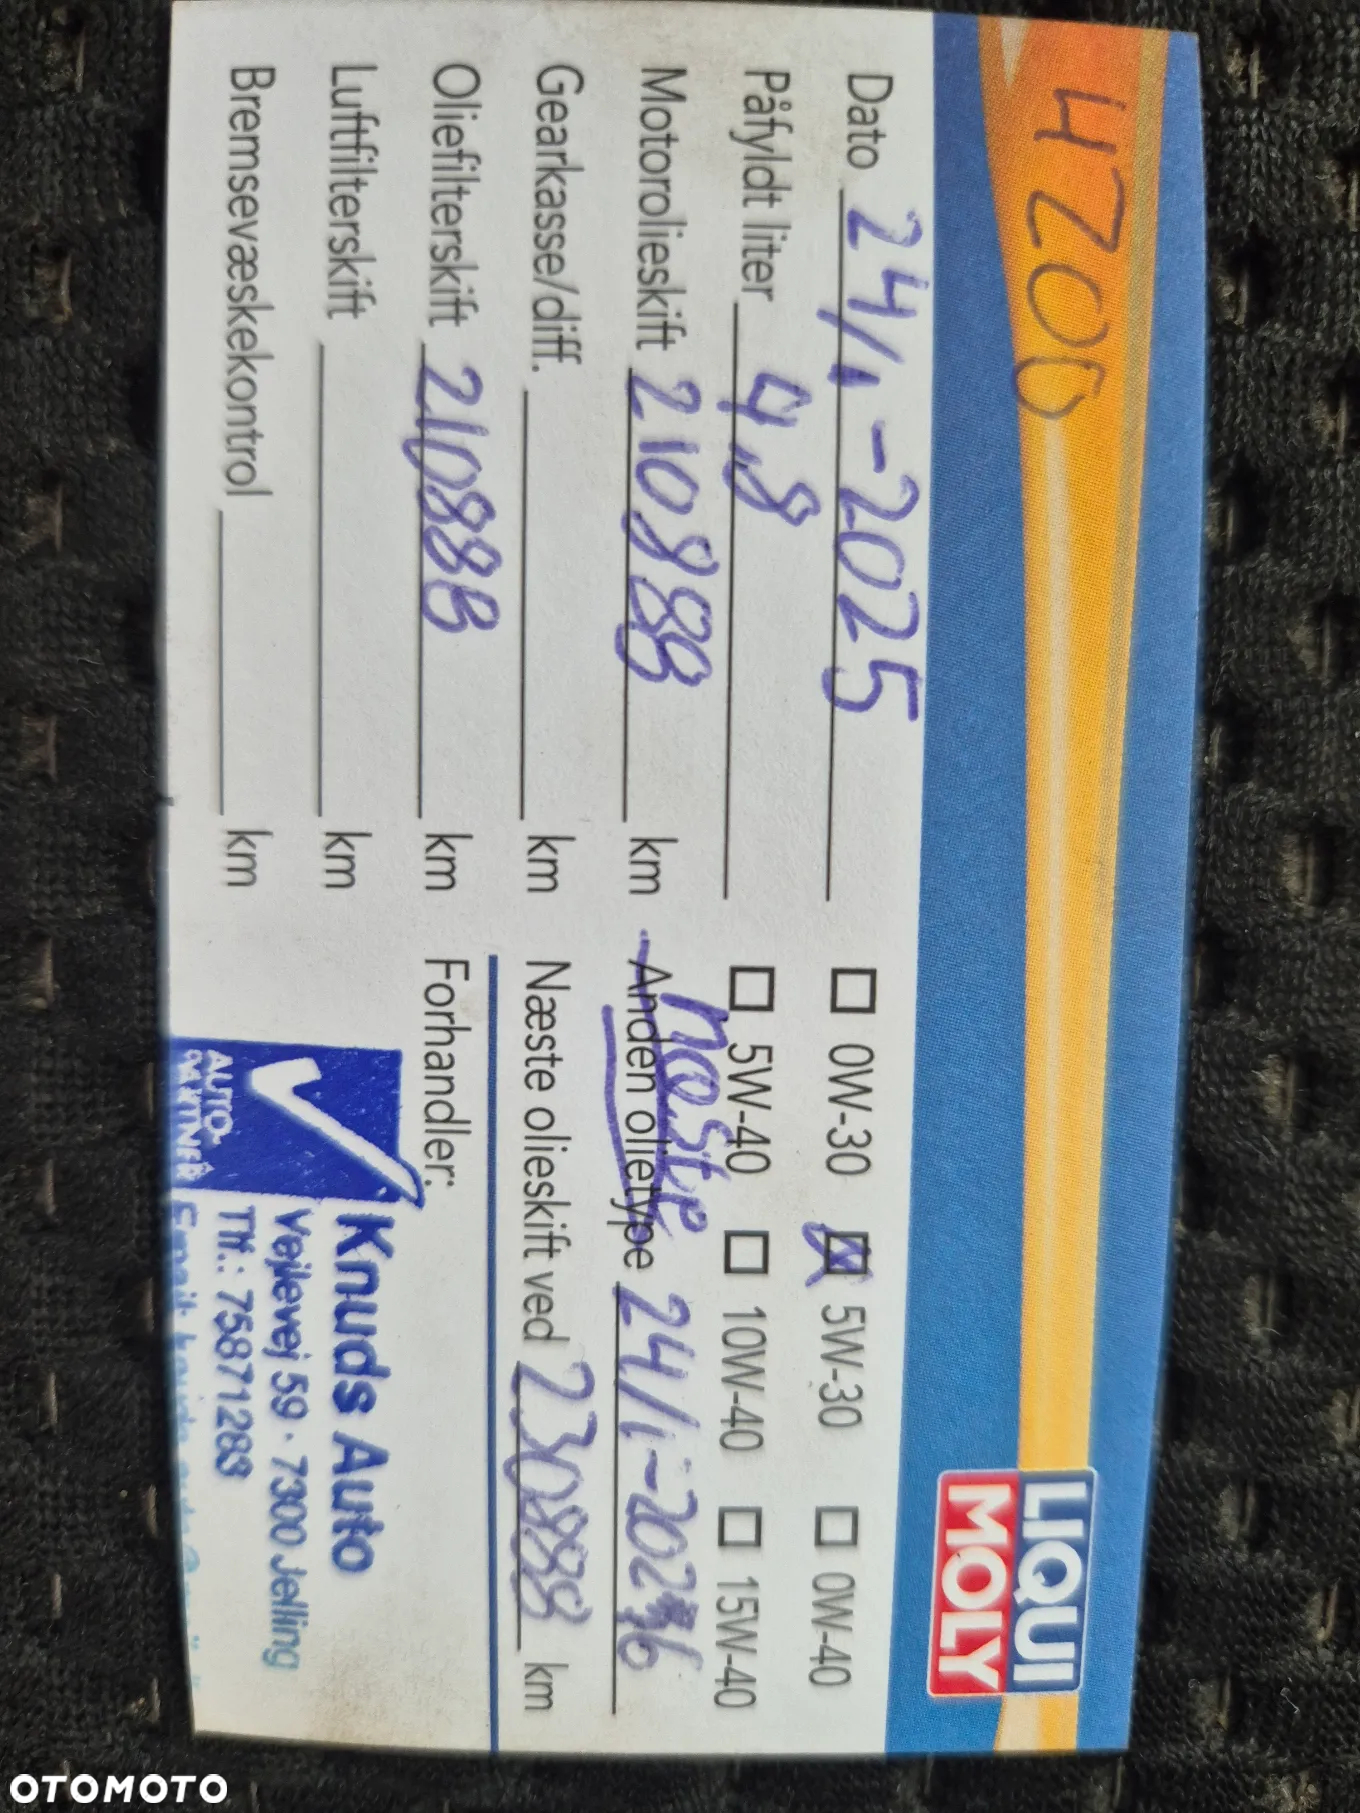 4200
LIQUI
MOLY
Dato 24/1-2025
Påfyldt liter 4,8
Motorolieskift 210888 km
Gearkasse/diff. km
Oliefilterskift 210888 km
Luftfilterskift km
Bremsevæskekontrol km
0W-30 5W-30 0W-40
5W-40 10W-40 15W-40
næste
Anden olietype 24/1-2026
Næste olieskift ved 230888 km
Forhandler:
AUTO-
PARTNER
Knuds Auto
Vejlevej 59 · 7300 Jelling
Tlf.: 75871283
OTOMOTO